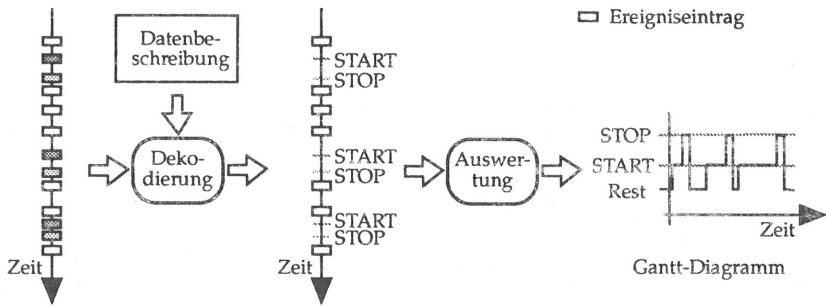 Datenbe-
schreibung
Ereigniseintrag
START
STOP
Deko-
dierung
START
STOP
Auswer-
tung
STOP
START
Rest
START
STOP
Zeit
Zeit
Zeit
Gantt-Diagramm